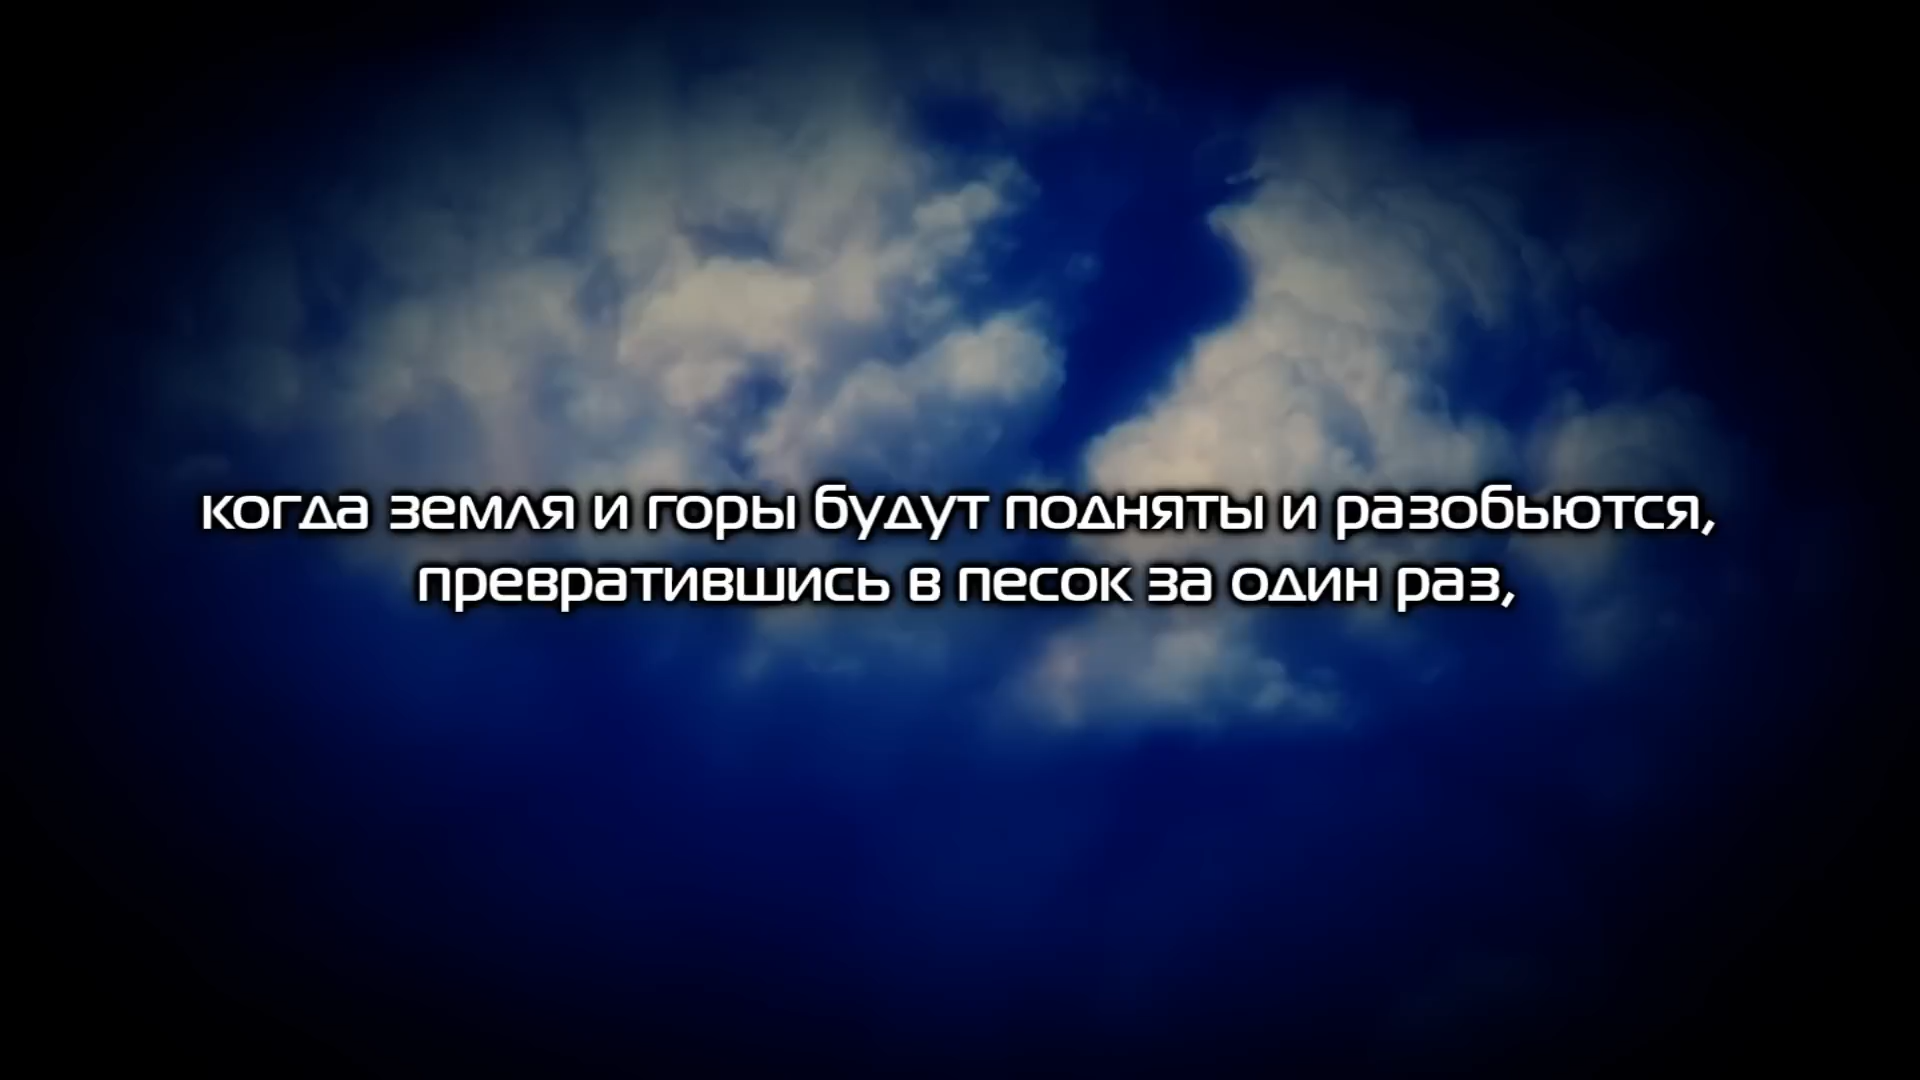 когда земля и горы будут подняты и разобьются,
превратившись в песок за один раз,